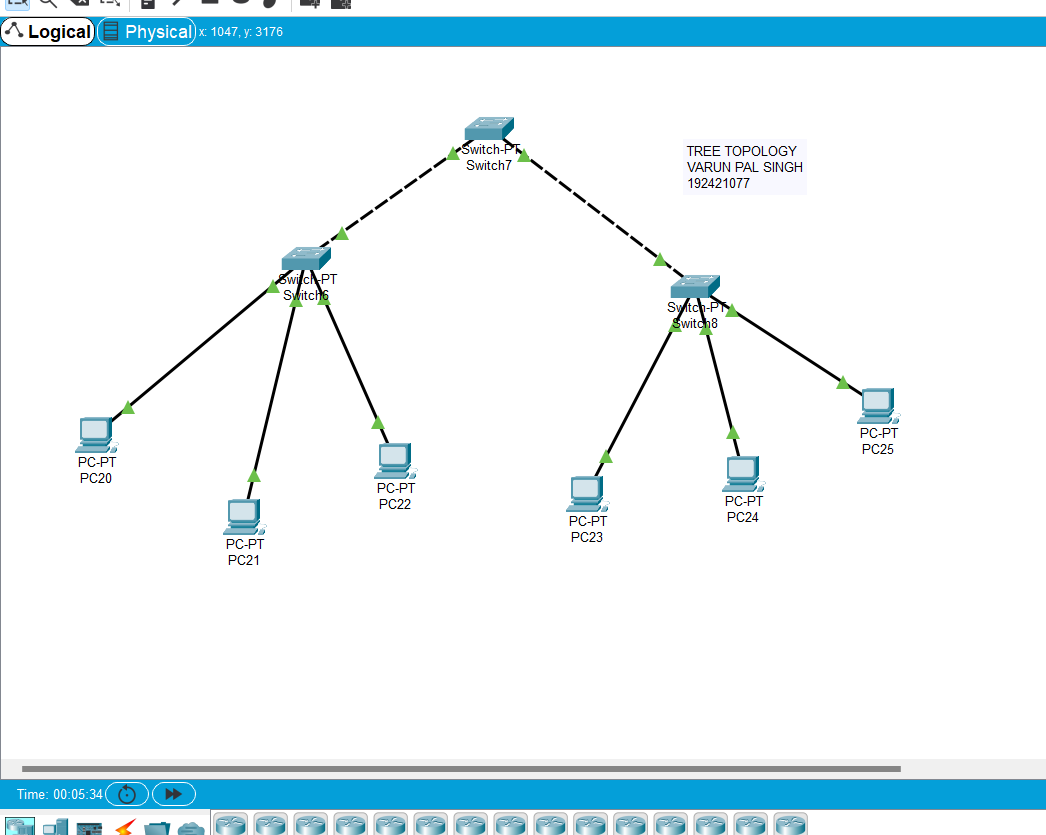 Logical
Physical
x: 1047, y: 3176
Switch-PT
Switch7
TREE TOPOLOGY
VARUN PAL SINGH
192421077
Switch-PT
Switch6
Switch-PT
Switch8
PC-PT
PC20
PC-PT
PC21
PC-PT
PC22
PC-PT
PC23
PC-PT
PC24
PC-PT
PC25
Time: 00:05:34